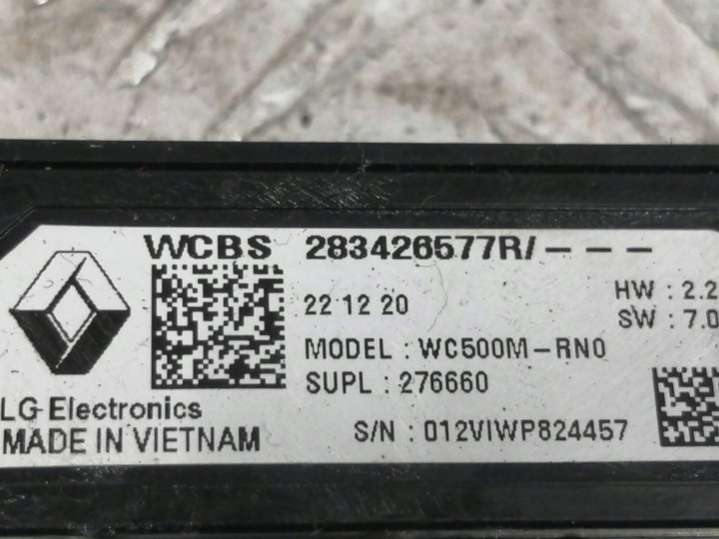 WCBS 283426577R/---
22 12 20
HW : 2.2
SW : 7.0
MODEL : WC500M-RN0
SUPL : 276660
LG Electronics
MADE IN VIETNAM
S/N : 012VIWP824457